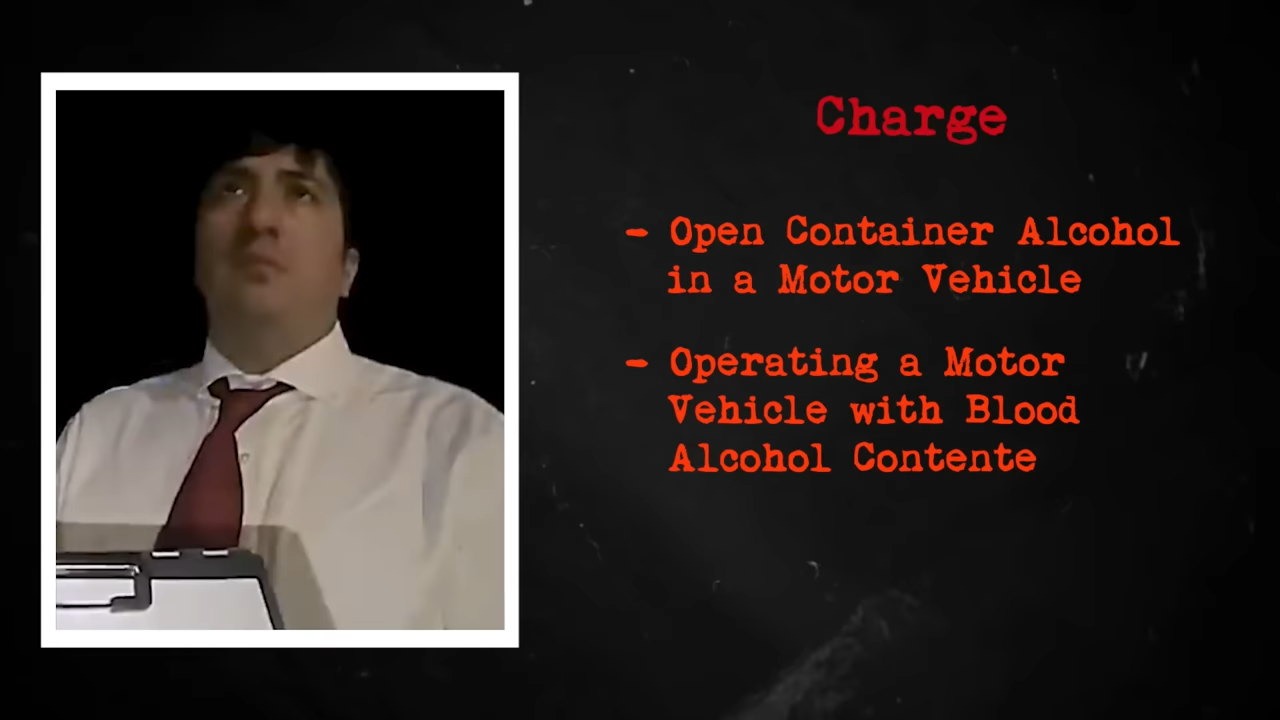 Charge
- Open Container Alcohol
in a Motor Vehicle
- Operating a Motor
Vehicle with Blood
Alcohol Contente